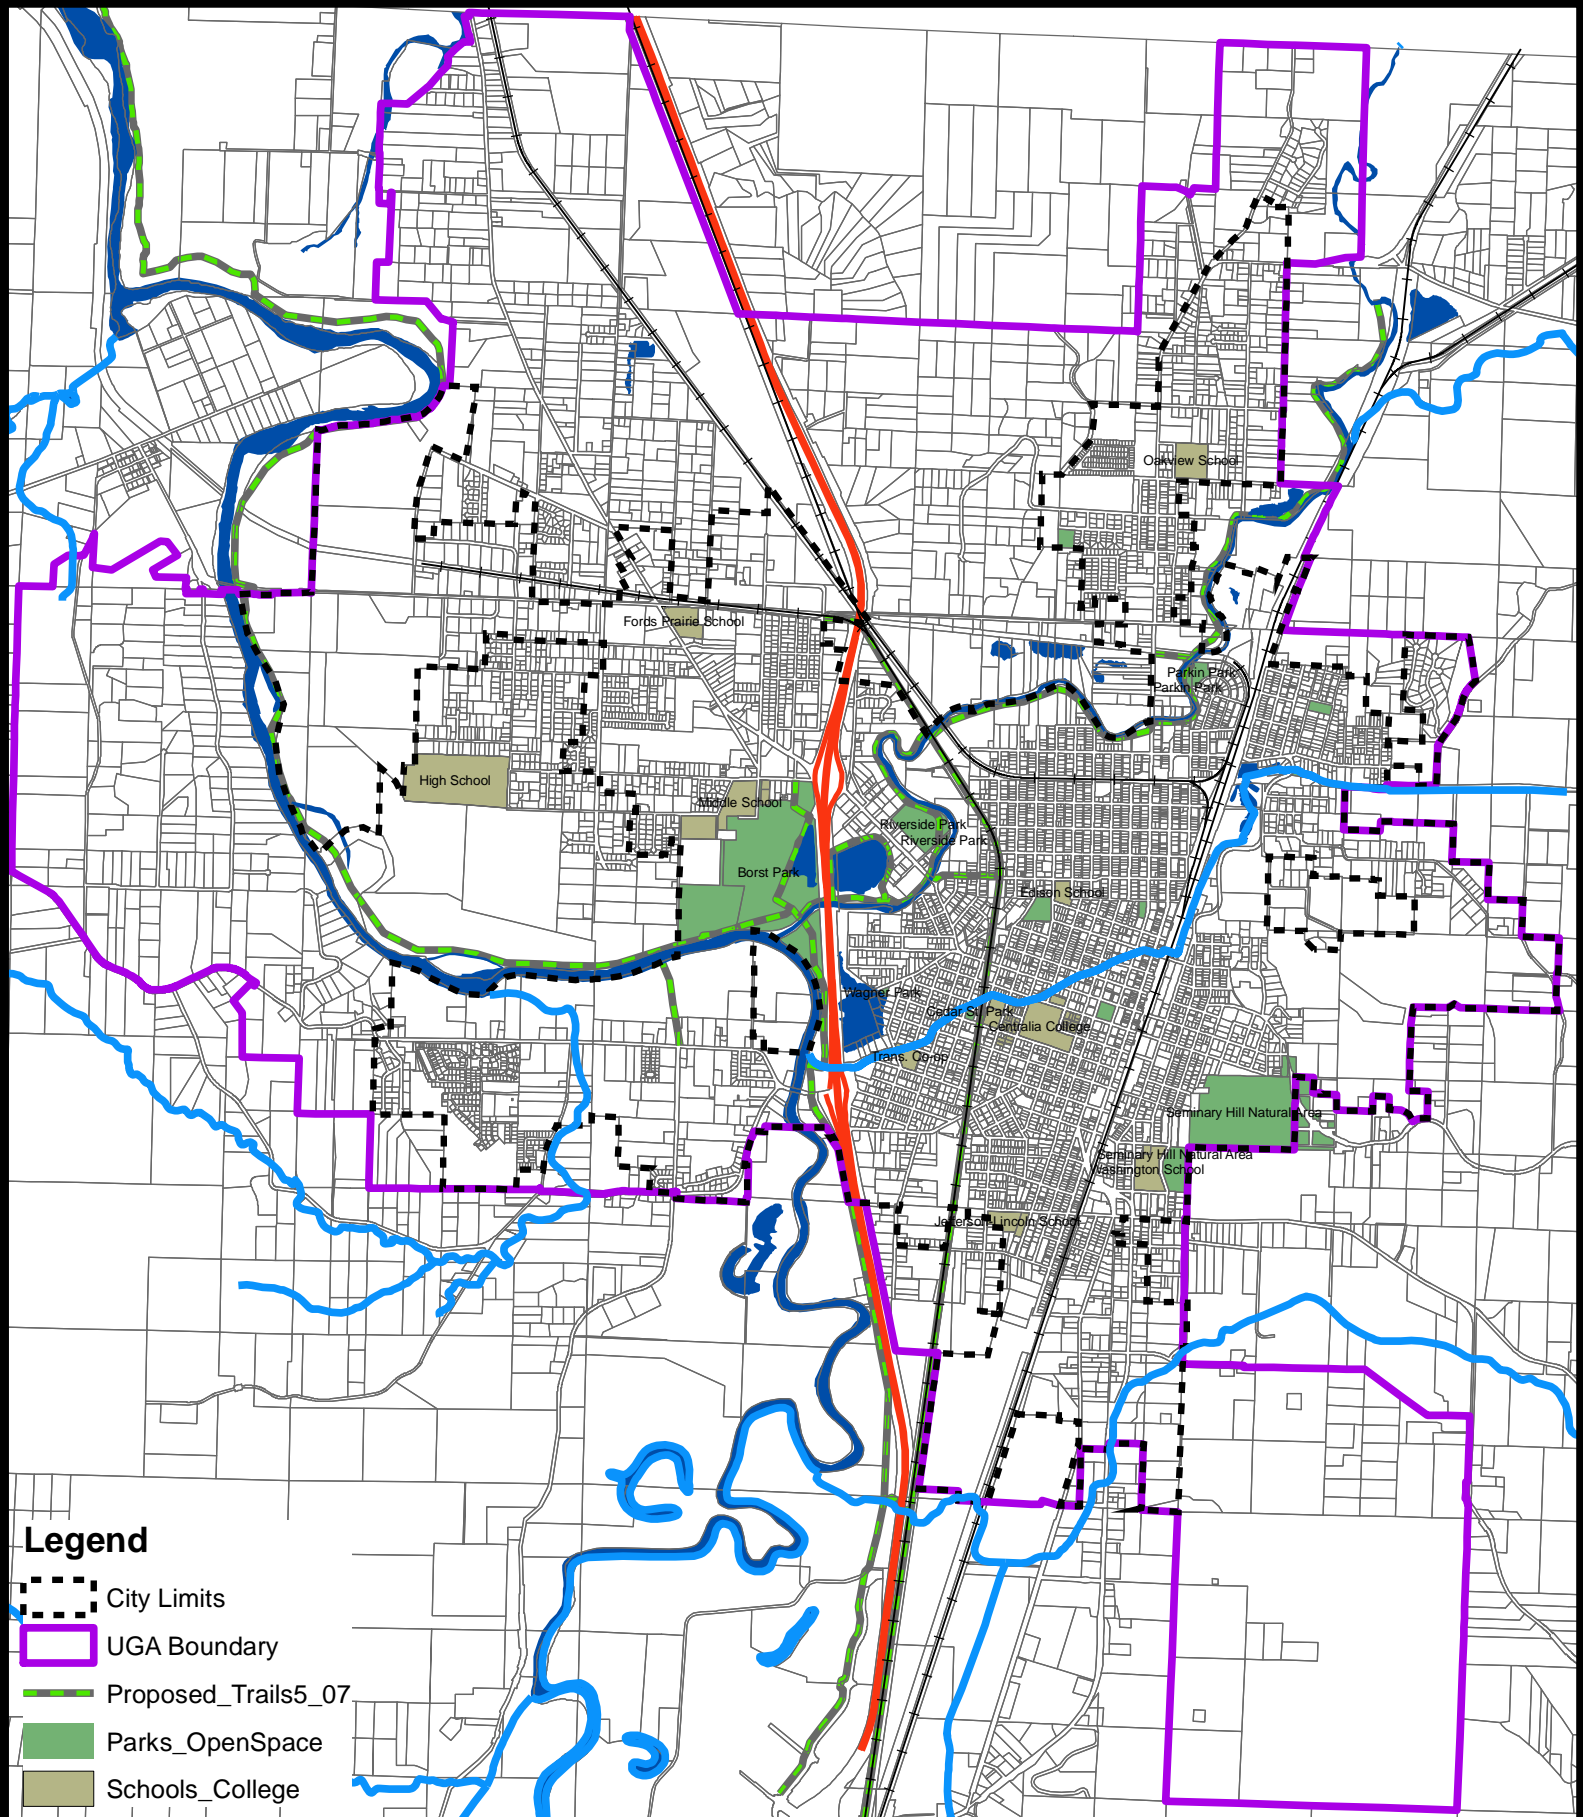 Oakview School
Fords Prairie School
Parkin Park
Parkin Park
High School
Middle School
Riverside Park
Riverside Park
Borst Park
Edison School
Wagner Park
Cedar St. Park
Centralia College
Trans. Co-op
Seminary Hill Natural Area
Seminary Hill Natural Area
Washington School
Jefferson Lincoln School
Legend
City Limits
UGA Boundary
Proposed_Trails5_07
Parks_OpenSpace
Schools_College